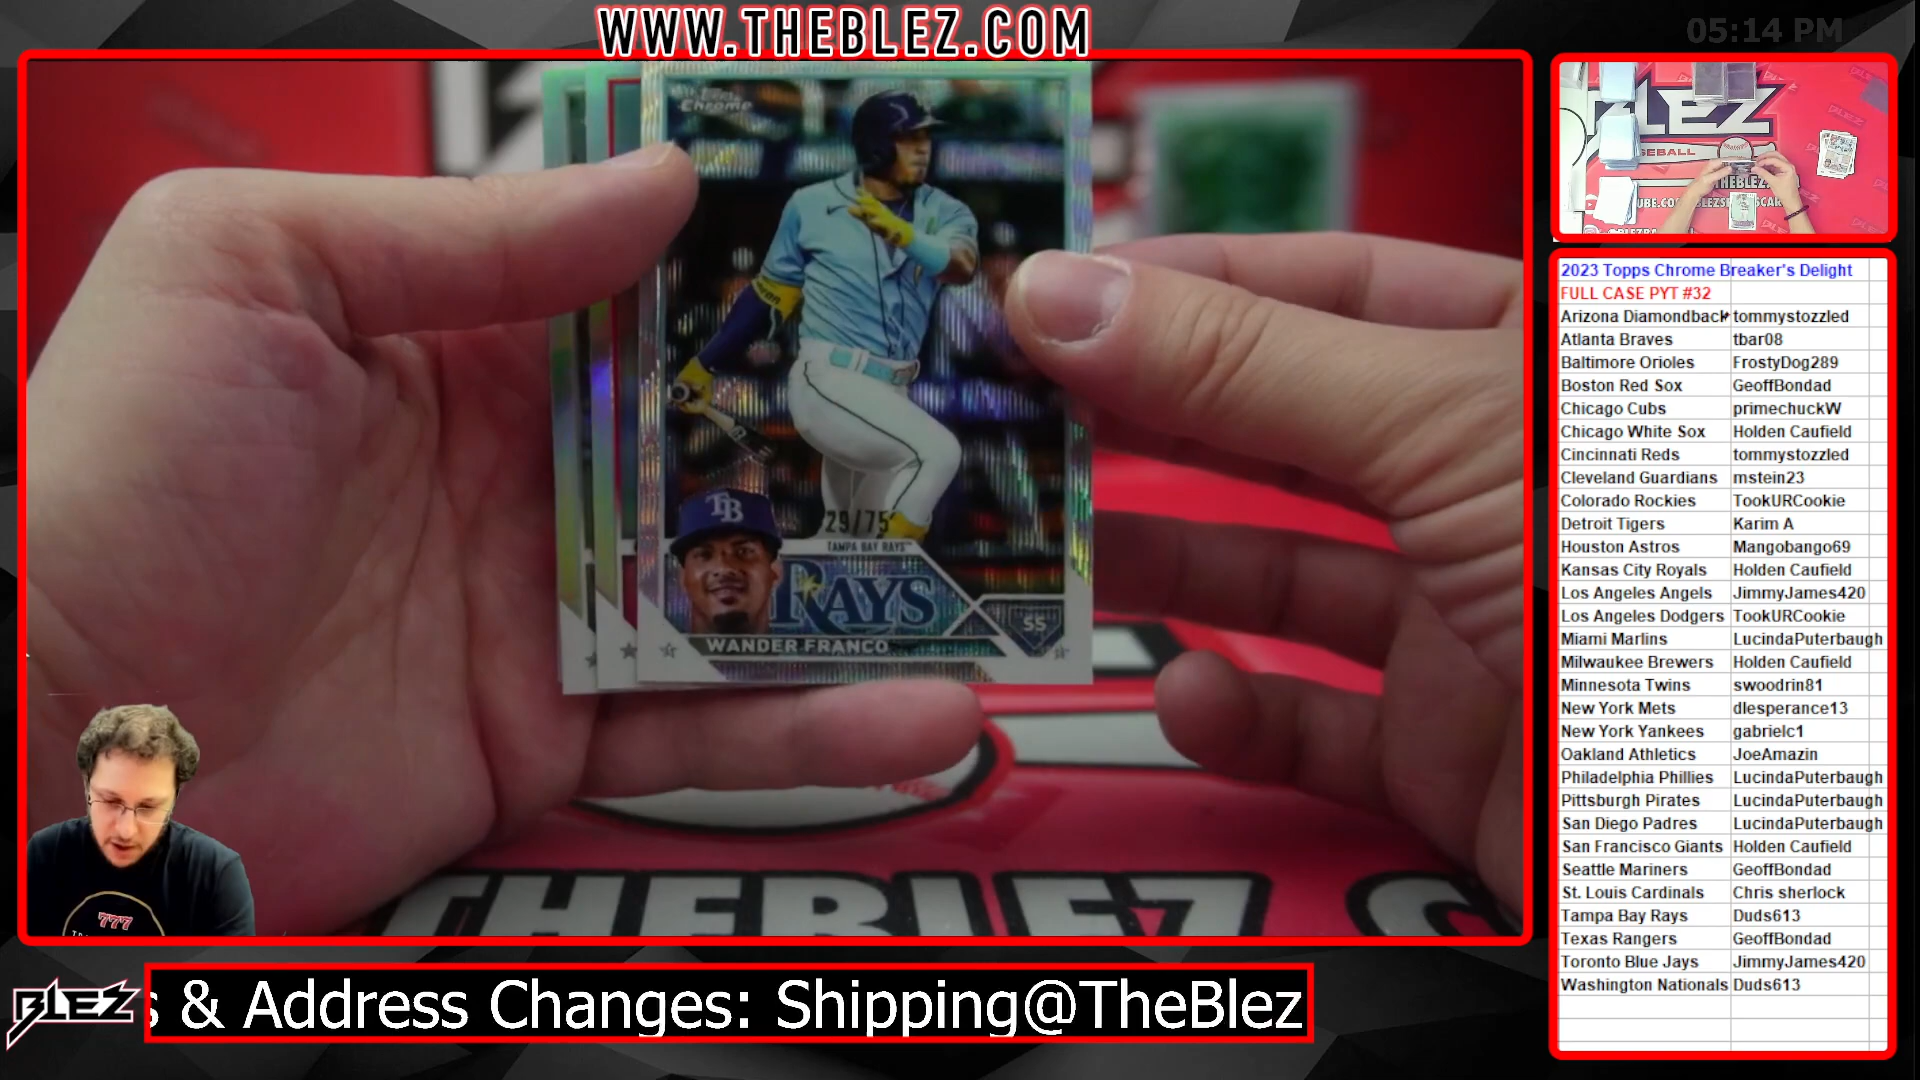 WWW.THEBLEZ.COM
05:14 PM
Topps
Chrome
29/75
TAMPA BAY RAYS
TB
RAYS
SS
WANDER FRANCO
777
THEBLEZ.C
BLEZ
s & Address Changes: Shipping@TheBlez
BLEZ
BASEBALL
THEBLEZ
2023 Topps Chrome Breaker's Delight
FULL CASE PYT #32
Arizona Diamondback tommystozzled
Atlanta Braves tbar08
Baltimore Orioles FrostyDog289
Boston Red Sox GeoffBondad
Chicago Cubs primechuckW
Chicago White Sox Holden Caufield
Cincinnati Reds tommystozzled
Cleveland Guardians mstein23
Colorado Rockies TookURCookie
Detroit Tigers Karim A
Houston Astros Mangobango69
Kansas City Royals Holden Caufield
Los Angeles Angels JimmyJames420
Los Angeles Dodgers TookURCookie
Miami Marlins LucindaPuterbaugh
Milwaukee Brewers Holden Caufield
Minnesota Twins swoodrin81
New York Mets dlesperance13
New York Yankees gabrielc1
Oakland Athletics JoeAmazin
Philadelphia Phillies LucindaPuterbaugh
Pittsburgh Pirates LucindaPuterbaugh
San Diego Padres LucindaPuterbaugh
San Francisco Giants Holden Caufield
Seattle Mariners GeoffBondad
St. Louis Cardinals Chris sherlock
Tampa Bay Rays Duds613
Texas Rangers GeoffBondad
Toronto Blue Jays JimmyJames420
Washington Nationals Duds613